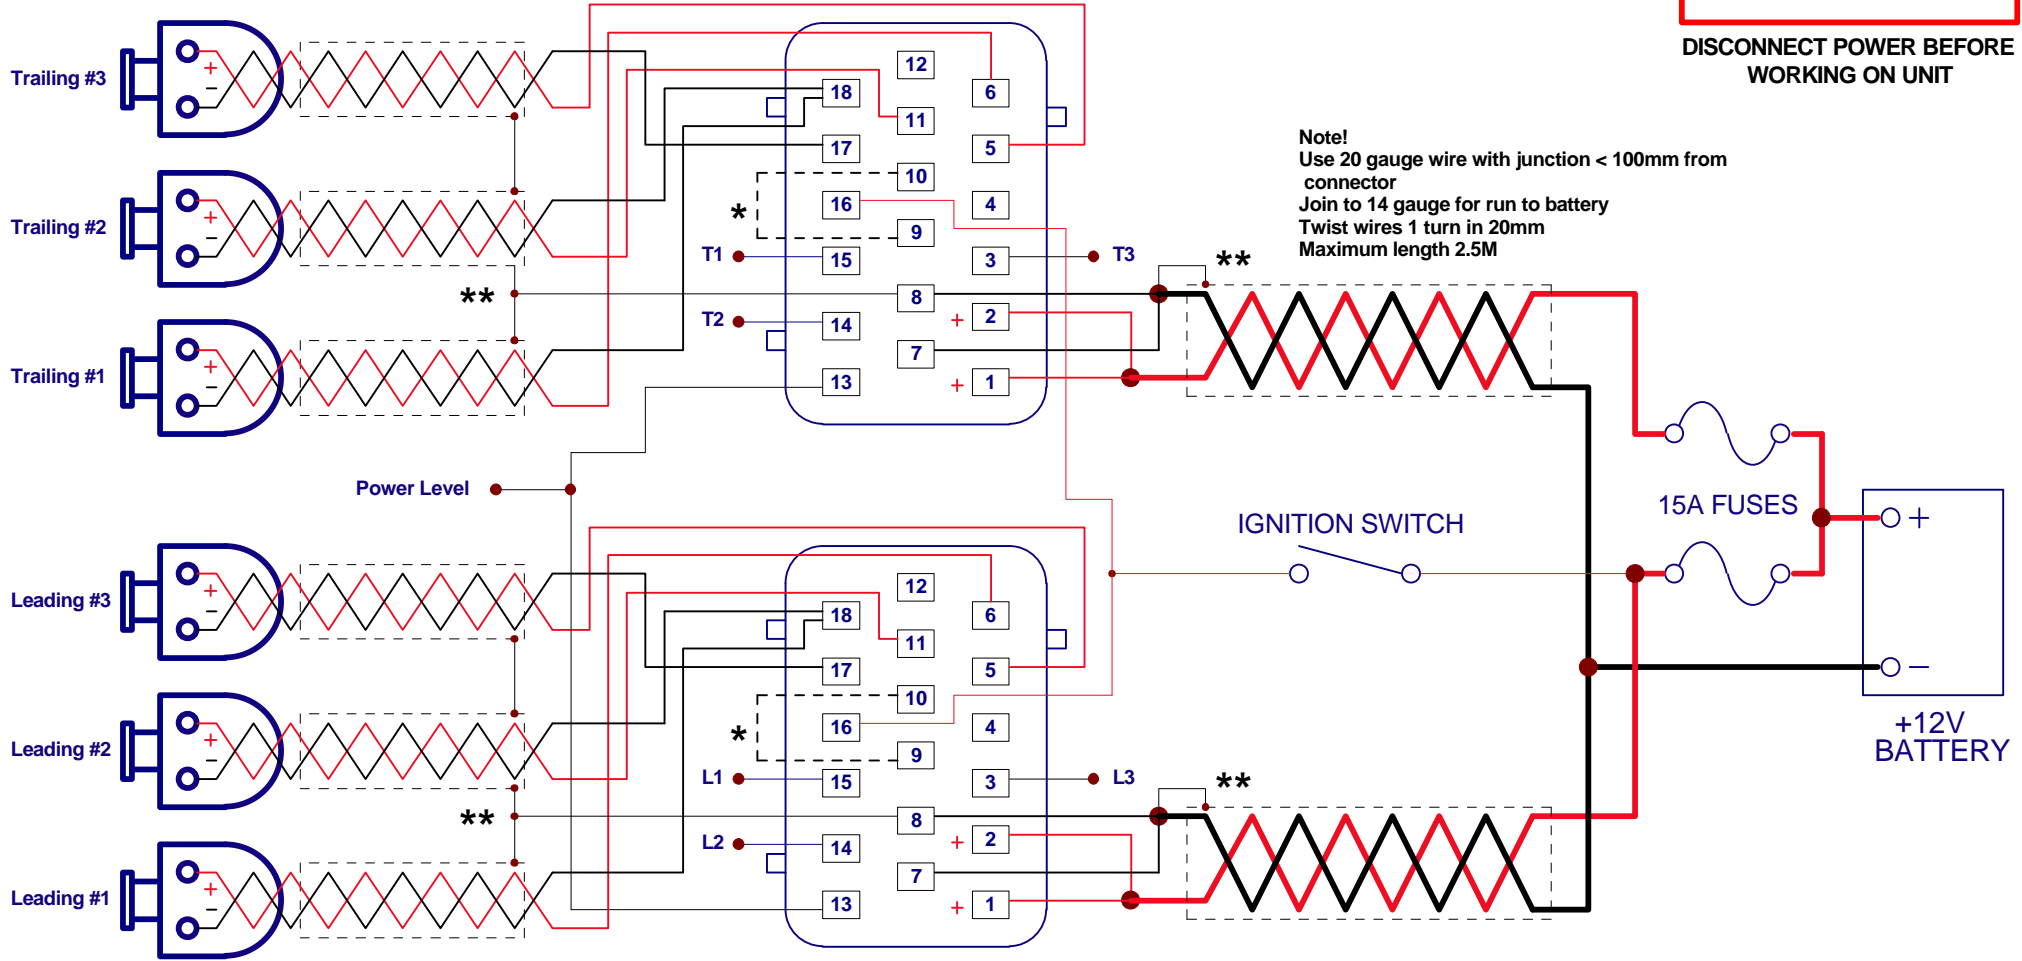 DISCONNECT POWER BEFORE
WORKING ON UNIT
Note!
Use 20 gauge wire with junction < 100mm from
connector
Join to 14 gauge for run to battery
Twist wires 1 turn in 20mm
Maximum length 2.5M
Trailing #3
+
−
Trailing #2
+
−
Trailing #1
+
−
12
18
6
11
17
5
10
*
16
4
9
T1
15
3
T3
**
8
**
T2
14
+ 2
7
13
+ 1
Power Level
15A FUSES
IGNITION SWITCH
+
−
+12V
BATTERY
Leading #3
+
−
Leading #2
+
−
Leading #1
+
−
12
18
6
11
17
5
10
*
16
4
9
L1
15
3
L3
**
8
**
L2
14
+ 2
7
13
+ 1